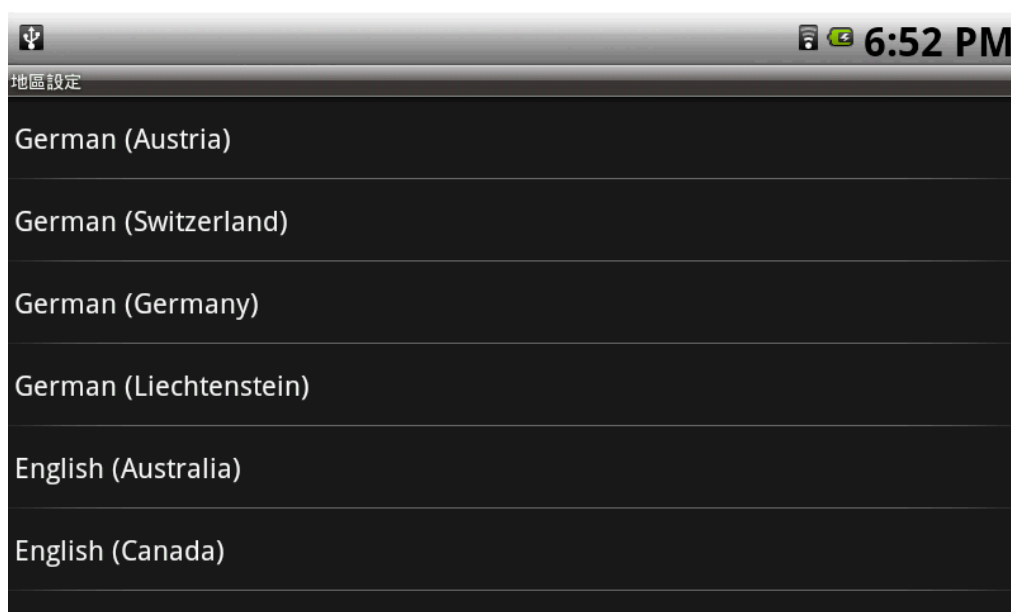 6:52 PM
地區設定
German (Austria)
German (Switzerland)
German (Germany)
German (Liechtenstein)
English (Australia)
English (Canada)